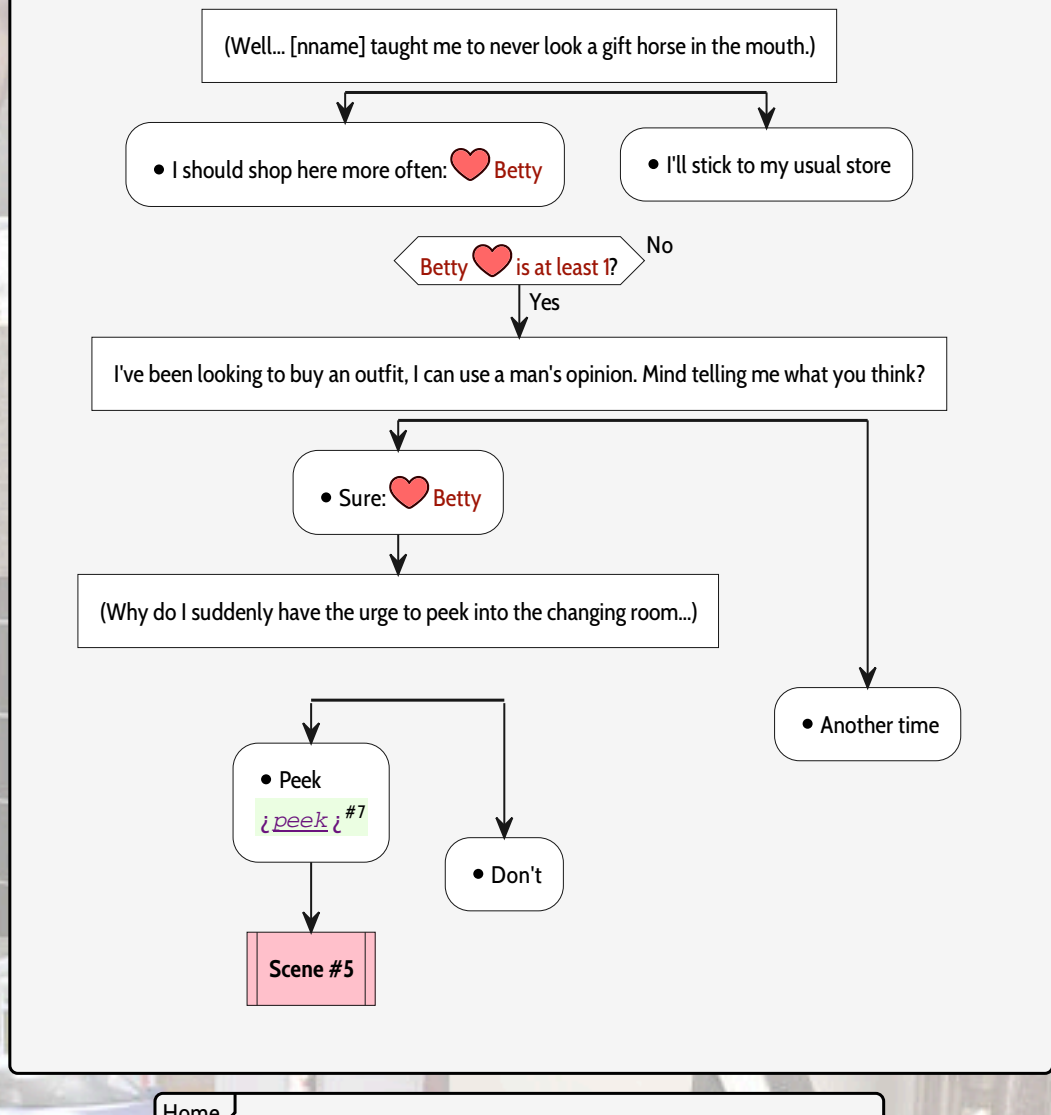 (Well... [nname] taught me to never look a gift horse in the mouth.)
• I should shop here more often: Betty
• I'll stick to my usual store
Betty is at least 1?
No
Yes
I've been looking to buy an outfit, I can use a man's opinion. Mind telling me what you think?
• Sure: Betty
(Why do I suddenly have the urge to peek into the changing room...)
• Another time
• Peek
¿peek¿#7
• Don't
Scene #5
Home